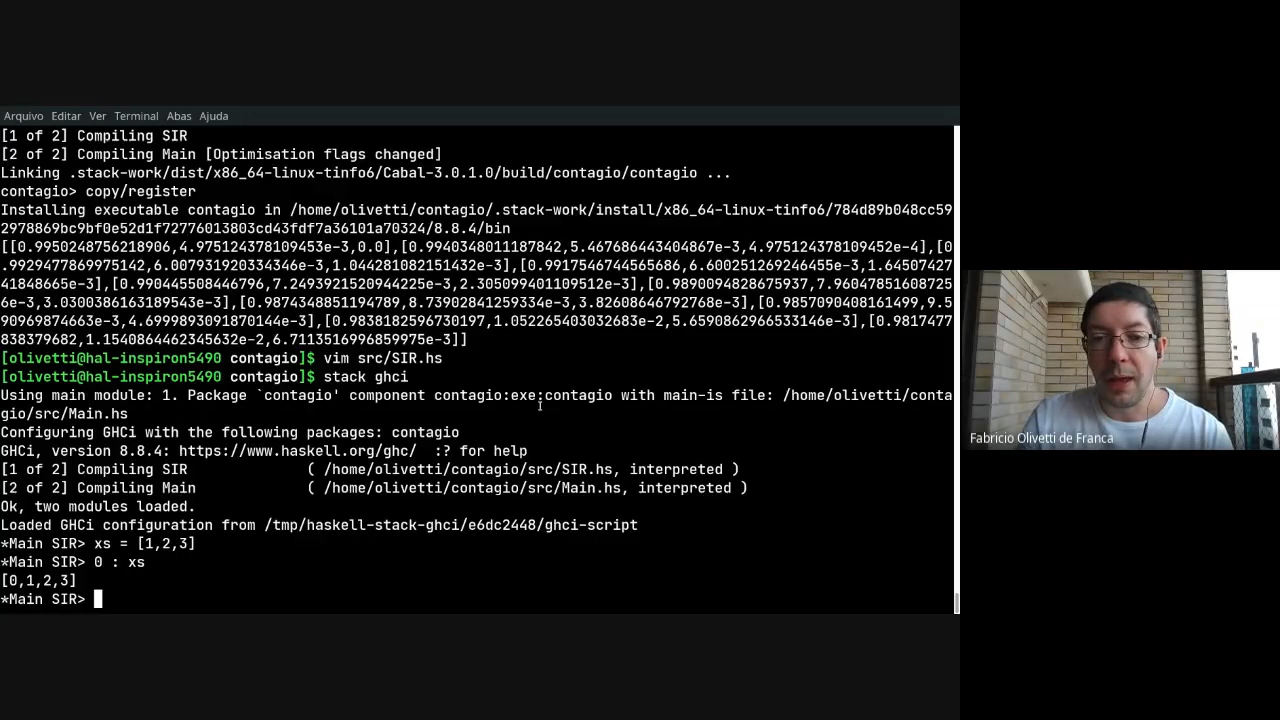 Arquivo Editar Ver Terminal Abas Ajuda
[1 of 2] Compiling SIR
[2 of 2] Compiling Main [Optimisation flags changed]
Linking .stack-work/dist/x86_64-linux-tinfo6/Cabal-3.0.1.0/build/contagio/contagio ...
contagio> copy/register
Installing executable contagio in /home/olivetti/contagio/.stack-work/install/x86_64-linux-tinfo6/784d89b048cc59
2978869bc9bf0e52d1f72776013803cd43fdf7a36101a70324/8.8.4/bin
[[0.9950248756218906,4.975124378109453e-3,0.0],[0.9940348011187842,5.467686443404867e-3,4.975124378109452e-4],[0
.9929477869975142,6.007931920334346e-3,1.044281082151432e-3],[0.9917546744565686,6.600251269246455e-3,1.64507427
41848665e-3],[0.990445508446796,7.2493921520944225e-3,2.305099401109512e-3],[0.9890094828675937,7.96047851608725
6e-3,3.0300386163189543e-3],[0.9874348851194789,8.73902841259334e-3,3.82608646792768e-3],[0.9857090408161499,9.5
90969874663e-3,4.6999893091870144e-3],[0.9838182596730197,1.052265403032683e-2,5.6590862966533146e-3],[0.9817477
838379682,1.1540864462345632e-2,6.7113516996859975e-3]]
[olivetti@hal-inspiron5490 contagio]$ vim src/SIR.hs
[olivetti@hal-inspiron5490 contagio]$ stack ghci
Using main module: 1. Package `contagio' component contagio:exe:contagio with main-is file: /home/olivetti/conta
gio/src/Main.hs
Configuring GHCi with the following packages: contagio
GHCi, version 8.8.4: https://www.haskell.org/ghc/  :? for help
[1 of 2] Compiling SIR              ( /home/olivetti/contagio/src/SIR.hs, interpreted )
[2 of 2] Compiling Main             ( /home/olivetti/contagio/src/Main.hs, interpreted )
Ok, two modules loaded.
Loaded GHCi configuration from /tmp/haskell-stack-ghci/e6dc2448/ghci-script
*Main SIR> xs = [1,2,3]
*Main SIR> 0 : xs
[0,1,2,3]
*Main SIR>
Fabricio Olivetti de Franca